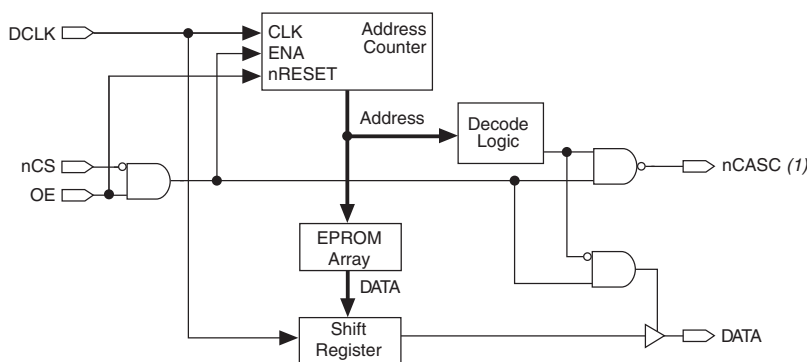 DCLK
CLK
ENA
nRESET
Address
Counter
Address
Decode
Logic
nCS
OE
nCASC (1)
EPROM
Array
DATA
Shift
Register
DATA